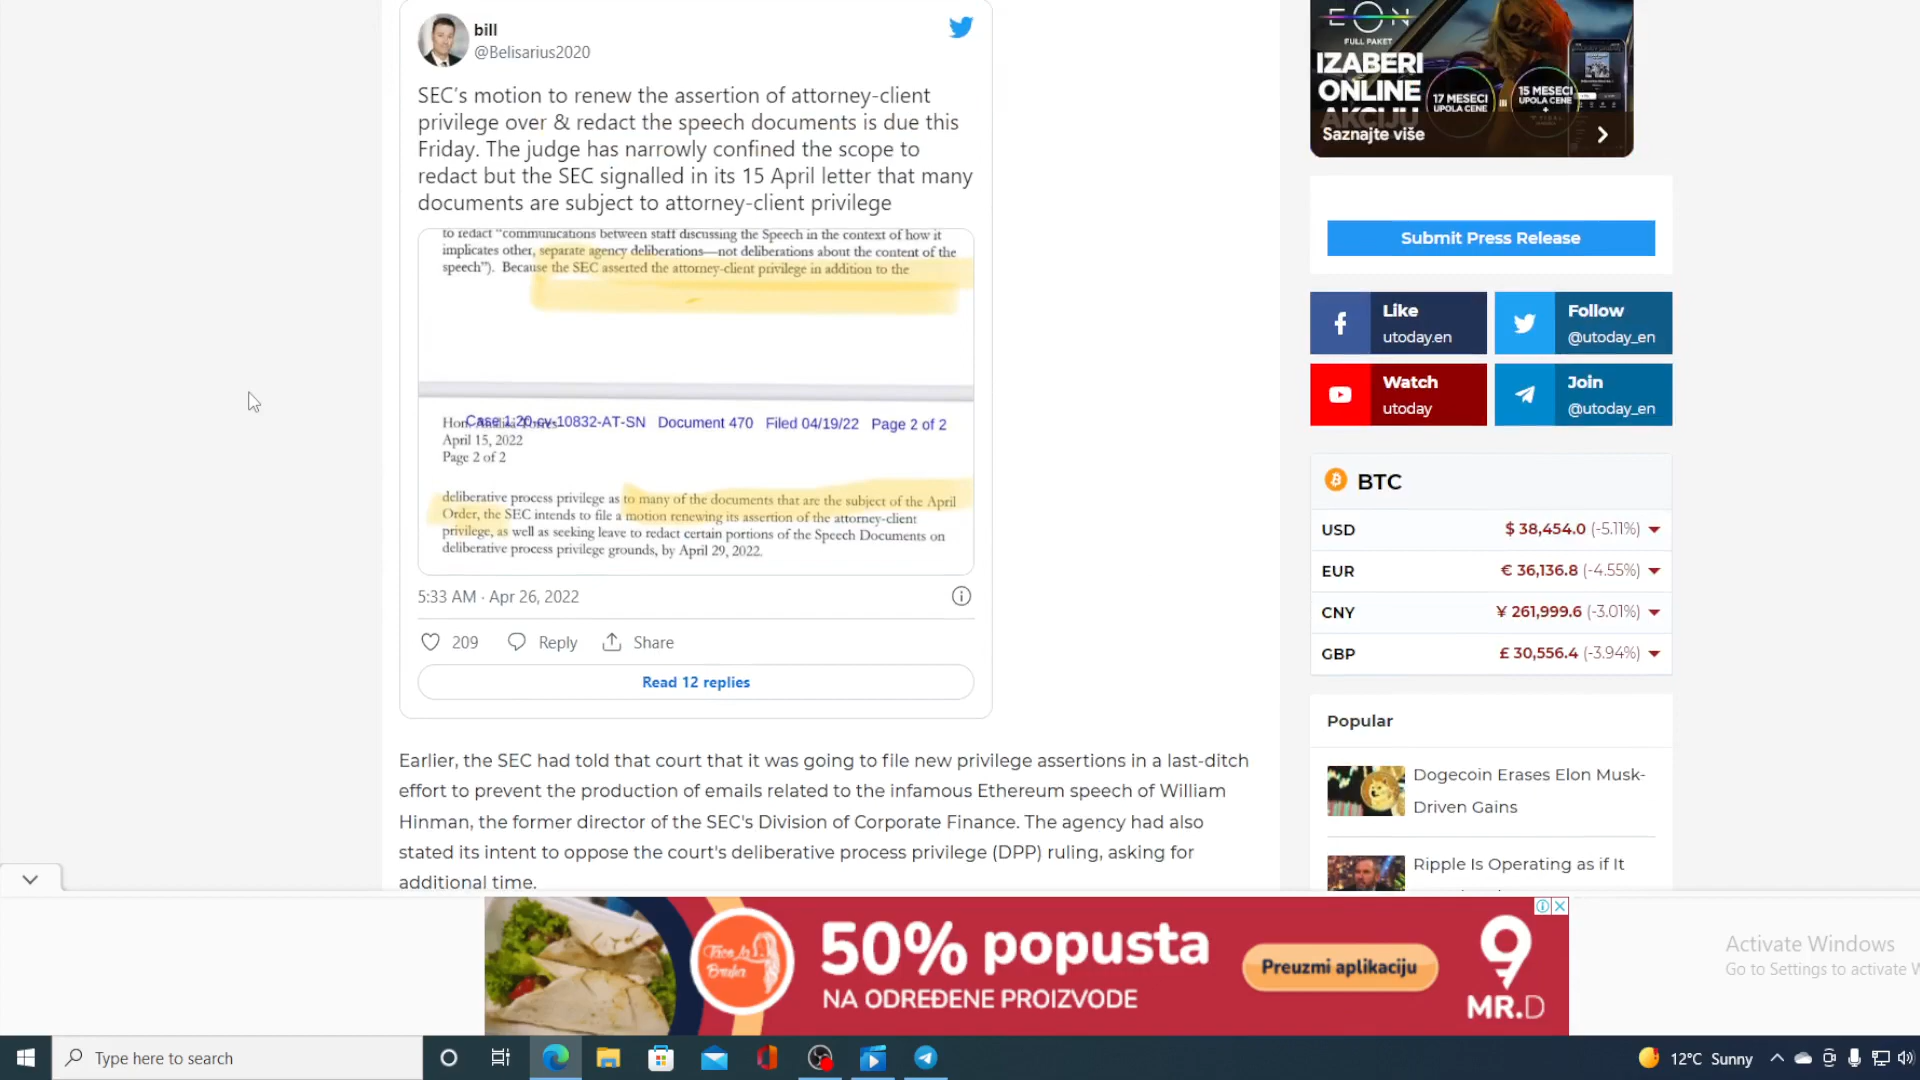 bill
@Belisarius2020
SEC's motion to renew the assertion of attorney-client
privilege over & redact the speech documents is due this
Friday. The judge has narrowly confined the scope to
redact but the SEC signalled in its 15 April letter that many
documents are subject to attorney-client privilege
to redact "communications between staff discussing the Speech in the context of how it
implicates other, separate agency deliberations—not deliberations about the content of the
speech"). Because the SEC asserted the attorney-client privilege in addition to the
Case 1:20-cv-10832-AT-SN Document 470 Filed 04/19/22 Page 2 of 2
Hon. Analisa Torres
April 15, 2022
Page 2 of 2
deliberative process privilege as to many of the documents that are the subject of the April
Order, the SEC intends to file a motion renewing its assertion of the attorney-client
privilege, as well as seeking leave to redact certain portions of the Speech Documents on
deliberative process privilege grounds, by April 29, 2022.
5:33 AM · Apr 26, 2022
209 Reply Share
Read 12 replies
Earlier, the SEC had told that court that it was going to file new privilege assertions in a last-ditch
effort to prevent the production of emails related to the infamous Ethereum speech of William
Hinman, the former director of the SEC's Division of Corporate Finance. The agency had also
stated its intent to oppose the court's deliberative process privilege (DPP) ruling, asking for
additional time.
EON
FULL PAKET
IZABERI
ONLINE
AKCIJU
17 MESECI
UPOLA CENE
ILI
15 MESECI
UPOLA CENE
+
TIDAL
Saznajte više
Submit Press Release
Like
utoday.en
Follow
@utoday_en
Watch
utoday
Join
@utoday_en
BTC
USD $ 38,454.0 (-5.11%)
EUR € 36,136.8 (-4.55%)
CNY ¥ 261,999.6 (-3.01%)
GBP £ 30,556.4 (-3.94%)
Popular
Dogecoin Erases Elon Musk-
Driven Gains
Ripple Is Operating as if It
50% popusta
NA ODREĐENE PROIZVODE
Preuzmi aplikaciju
MR.D
Activate Windows
Go to Settings to activate W
Type here to search
12°C Sunny